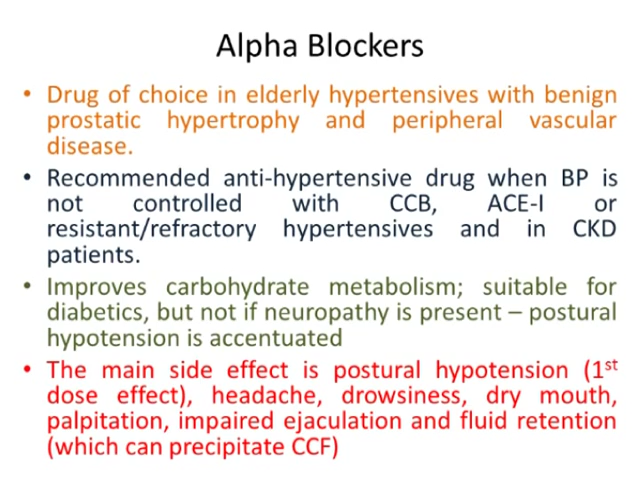 Alpha Blockers
• Drug of choice in elderly hypertensives with benign
prostatic hypertrophy and peripheral vascular
disease.
• Recommended anti-hypertensive drug when BP is
not controlled with CCB, ACE-I or
resistant/refractory hypertensives and in CKD
patients.
• Improves carbohydrate metabolism; suitable for
diabetics, but not if neuropathy is present – postural
hypotension is accentuated
• The main side effect is postural hypotension (1st
dose effect), headache, drowsiness, dry mouth,
palpitation, impaired ejaculation and fluid retention
(which can precipitate CCF)